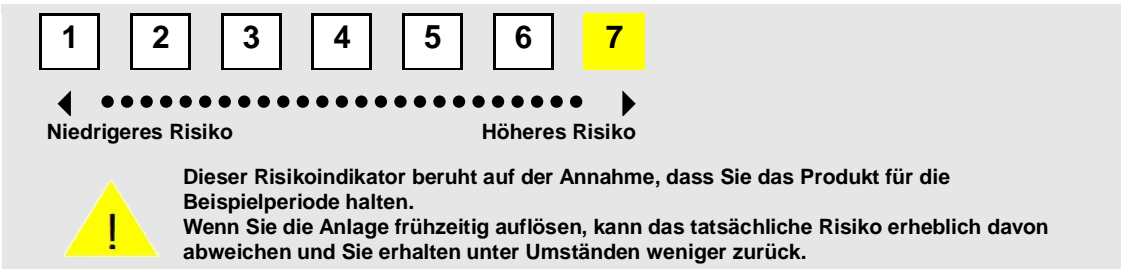 1 2 3 4 5 6 7
Niedrigeres Risiko Höheres Risiko
Dieser Risikoindikator beruht auf der Annahme, dass Sie das Produkt für die
Beispielperiode halten.
Wenn Sie die Anlage frühzeitig auflösen, kann das tatsächliche Risiko erheblich davon
abweichen und Sie erhalten unter Umständen weniger zurück.
!